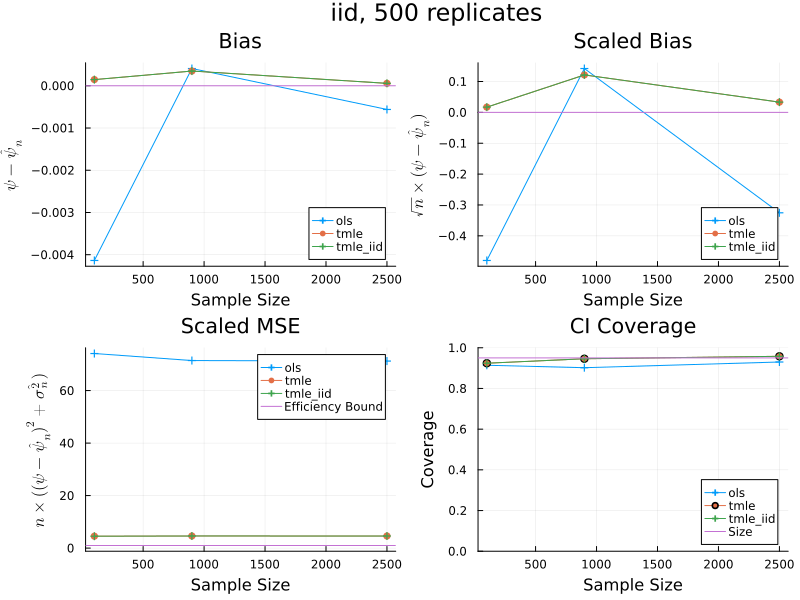 iid, 500 replicates
Bias
0.000
−0.001
−0.002
−0.003
−0.004
ψ − ψ̂ₙ
500 1000 1500 2000 2500
Sample Size
ols
tmle
tmle_iid
Scaled Bias
0.1
0.0
−0.1
−0.2
−0.3
−0.4
√n × (ψ − ψ̂ₙ)
500 1000 1500 2000 2500
Sample Size
ols
tmle
tmle_iid
Scaled MSE
60
40
20
0
n × ((ψ − ψ̂ₙ)² + σ̂ₙ²)
500 1000 1500 2000 2500
Sample Size
ols
tmle
tmle_iid
Efficiency Bound
CI Coverage
1.0
0.8
0.6
0.4
0.2
0.0
Coverage
500 1000 1500 2000 2500
Sample Size
ols
tmle
tmle_iid
Size